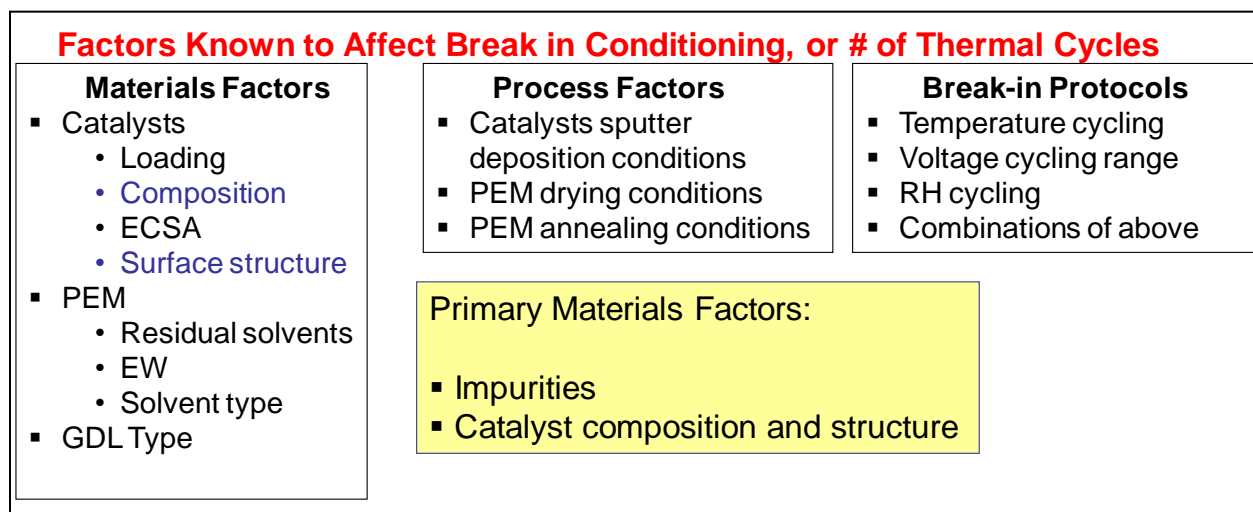 Factors Known to Affect Break in Conditioning, or # of Thermal Cycles
Materials Factors
▪ Catalysts
• Loading
• Composition
• ECSA
• Surface structure
▪ PEM
• Residual solvents
• EW
• Solvent type
▪ GDL Type
Process Factors
▪ Catalysts sputter
deposition conditions
▪ PEM drying conditions
▪ PEM annealing conditions
Break-in Protocols
▪ Temperature cycling
▪ Voltage cycling range
▪ RH cycling
▪ Combinations of above
Primary Materials Factors:
▪ Impurities
▪ Catalyst composition and structure